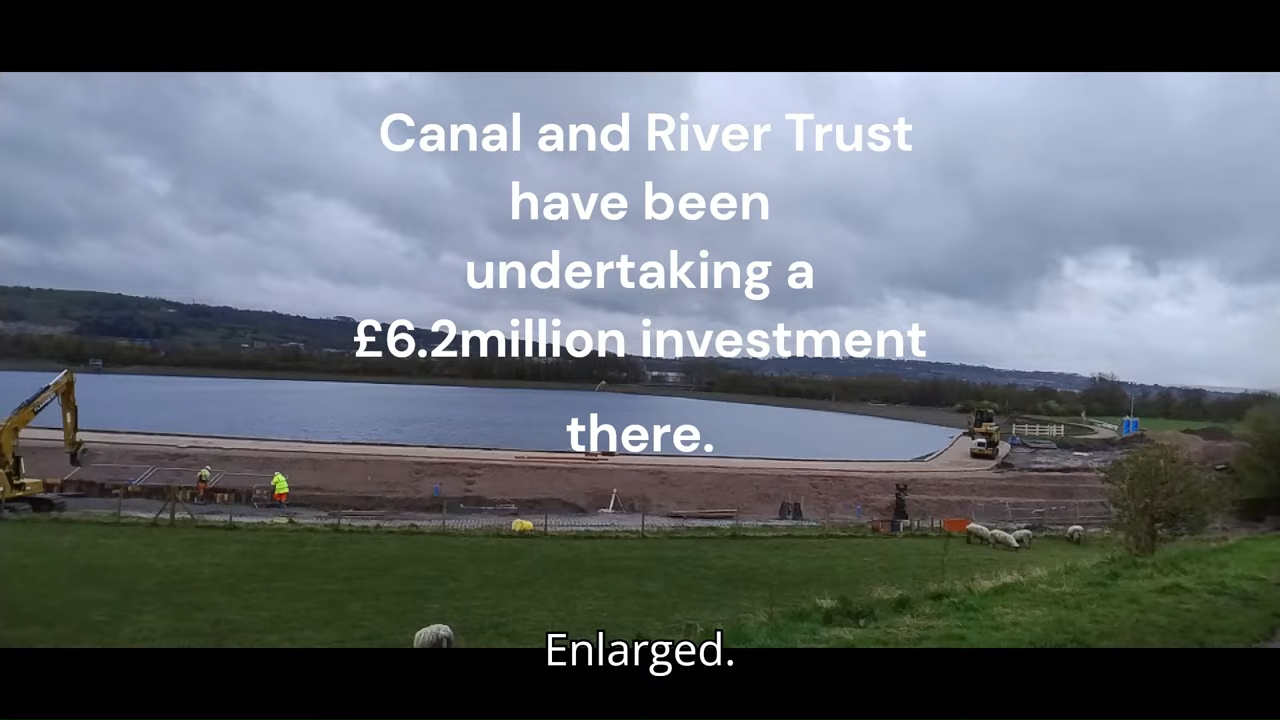 Canal and River Trust
have been
undertaking a
£6.2million investment
there.
Enlarged.